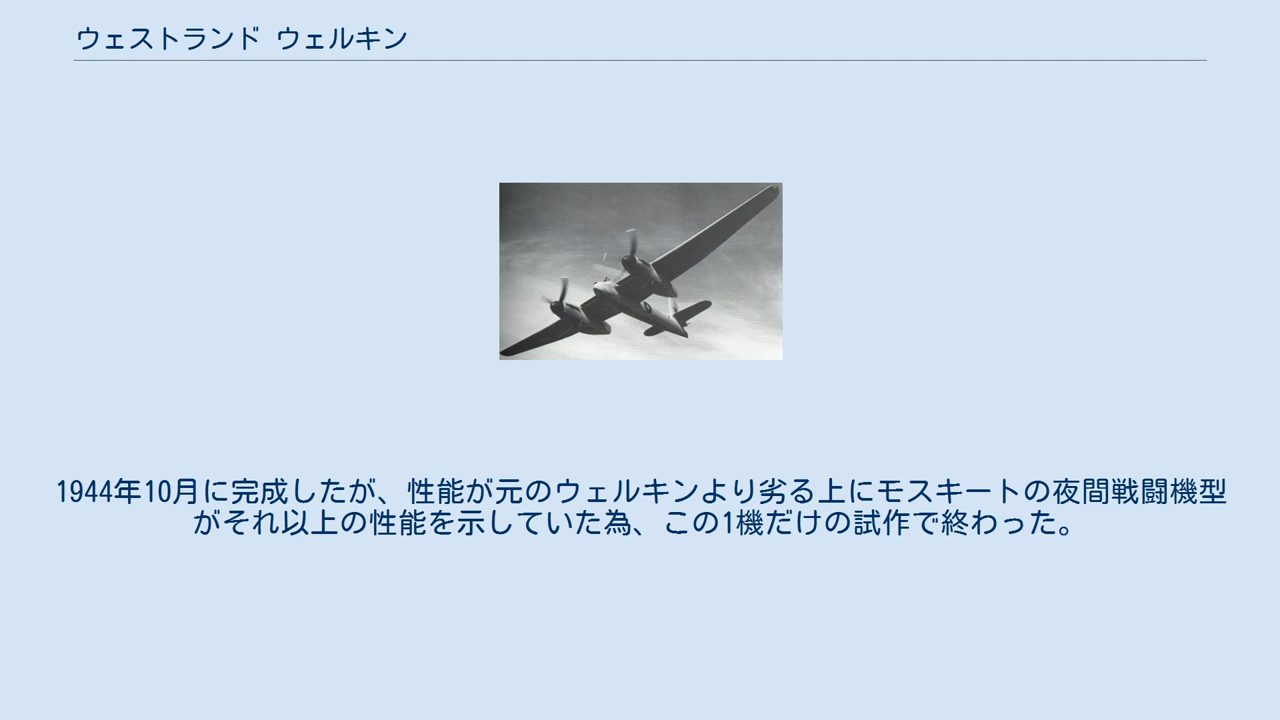 ウェストランド ウェルキン
1944年10月に完成したが、性能が元のウェルキンより劣る上にモスキートの夜間戦闘機型
がそれ以上の性能を示していた為、この1機だけの試作で終わった。